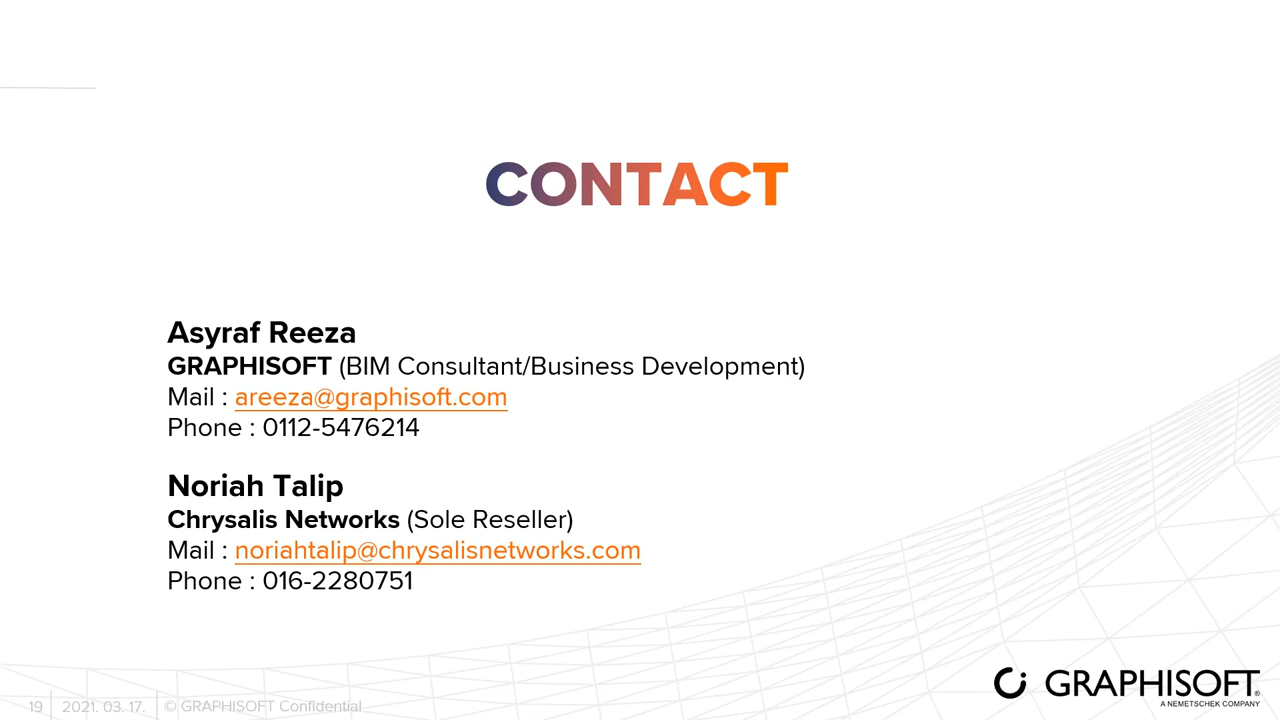 CONTACT
Asyraf Reeza
GRAPHISOFT (BIM Consultant/Business Development)
Mail : areeza@graphisoft.com
Phone : 0112-5476214
Noriah Talip
Chrysalis Networks (Sole Reseller)
Mail : noriahtalip@chrysalisnetworks.com
Phone : 016-2280751
19 2021. 03. 17. © GRAPHISOFT Confidential
GRAPHISOFT®
A NEMETSCHEK COMPANY